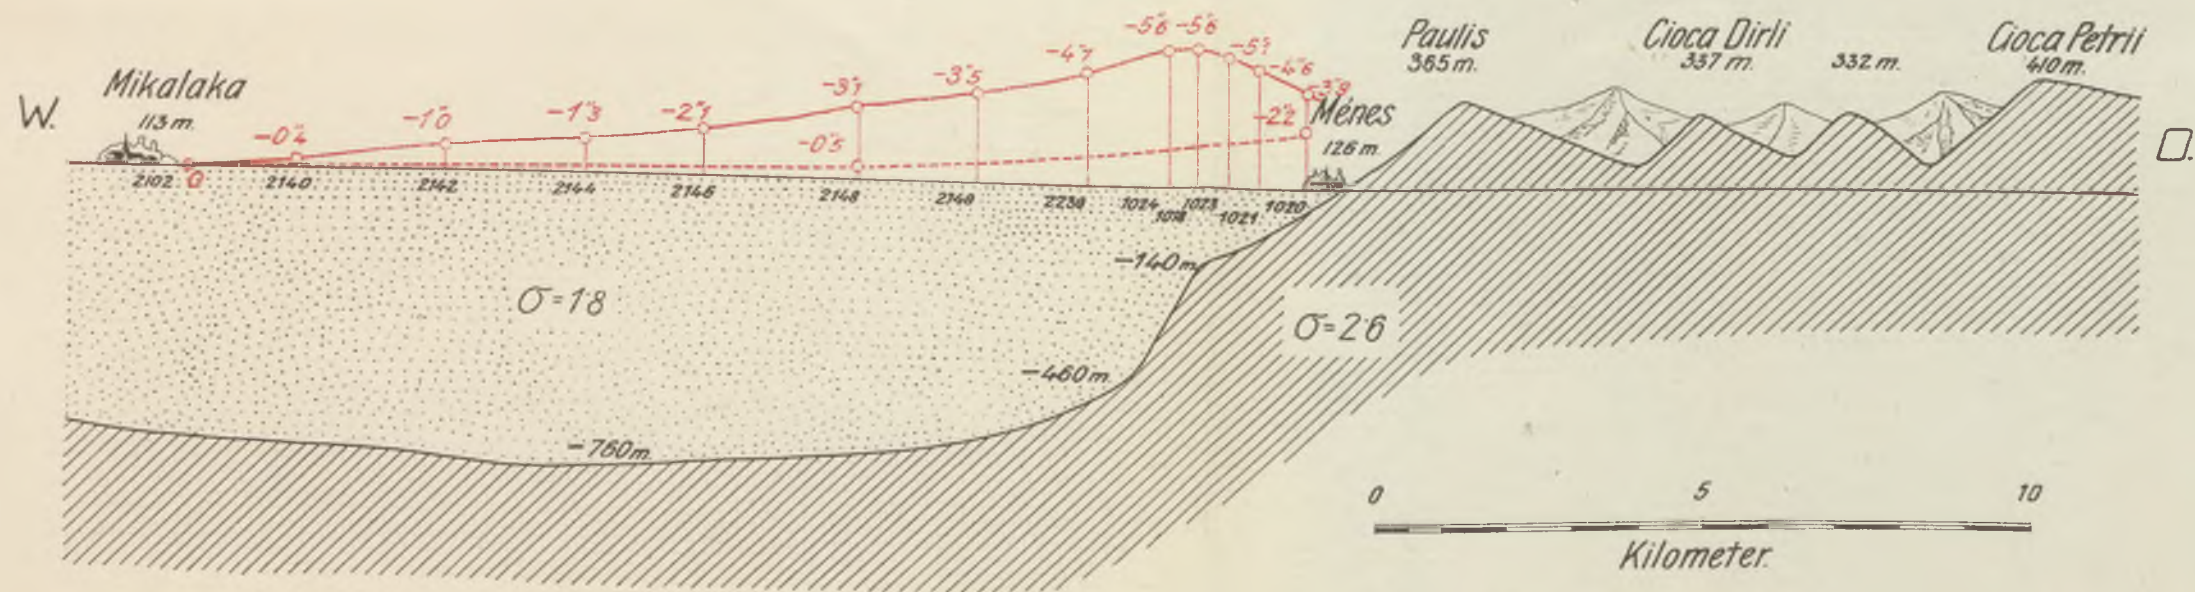 W.
Mikalaka
113 m.
Paulis
365 m.
Cioca Dirli
337 m.
332 m.
Cioca Petrii
410 m.
O.
Ménes
126 m.
0
-0"4
-1"0
-1"3
-2"1
-3"1
-0"5
-3"5
-4"7
-5"6
-5"6
-5"1
-4"6
-3"9
-2"2
2102
2140
2142
2144
2146
2148
2149
2238
1024
1018
1023
1021
1020
-140 m.
-460 m.
-760 m.
σ=1·8
σ=2·6
0
5
10
Kilometer.